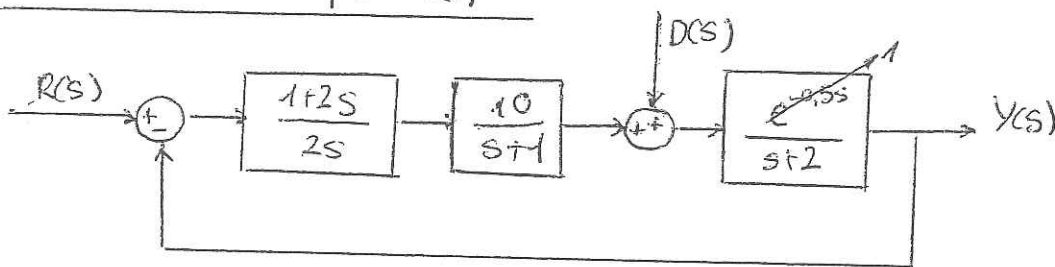 D(s)
R(s)
1+2s
10
e^-0,5s
1
Y(s)
+
-
2s
s+1
+
+
s+2